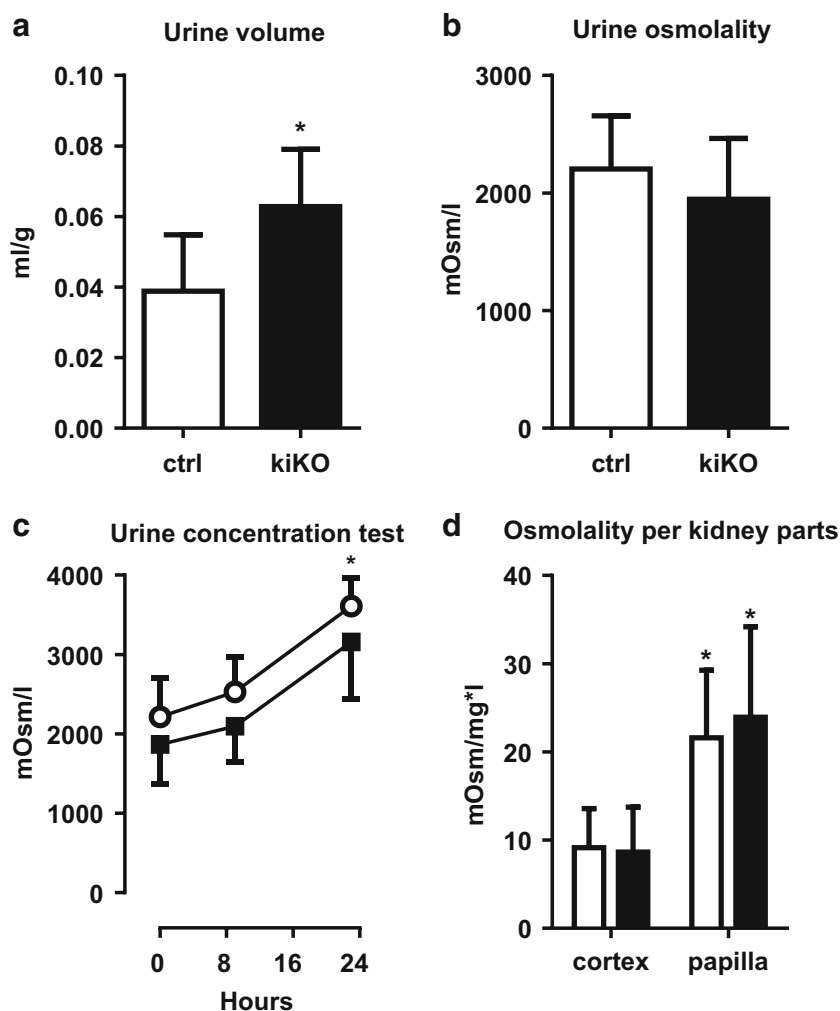 a
Urine volume
0.10
0.08
0.06
0.04
0.02
0.00
ml/g
*
ctrl kiKO
b
Urine osmolality
3000
2000
1000
0
mOsm/l
ctrl kiKO
c
Urine concentration test
4000
3000
2000
1000
0
mOsm/l
*
0 8 16 24
Hours
d
Osmolality per kidney parts
40
30
20
10
0
mOsm/mg*l
* *
cortex papilla